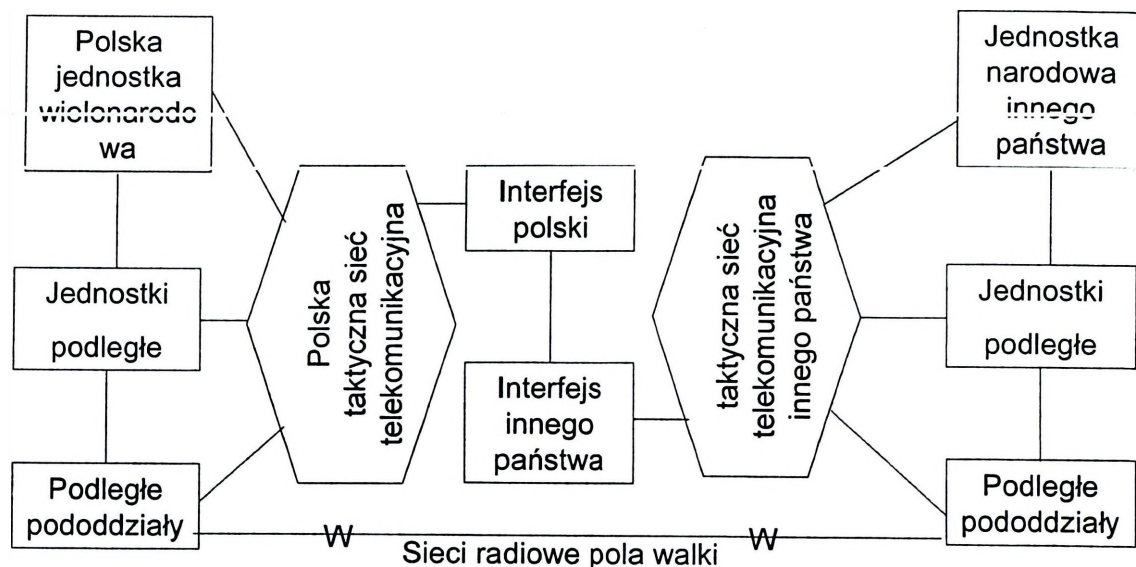 Polska
jednostka
wielonarodo
wa
Jednostki
podległe
Podległe
pododdziały
Polska
taktyczna sieć
telekomunikacyjna
Interfejs
polski
Interfejs
innego
państwa
taktyczna sieć
telekomunikacyjna
innego państwa
Jednostka
narodowa
innego
państwa
Jednostki
podległe
Podległe
pododdziały
W
W
Sieci radiowe pola walki